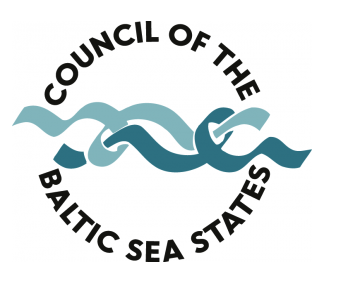 COUNCIL OF THE
BALTIC SEA STATES